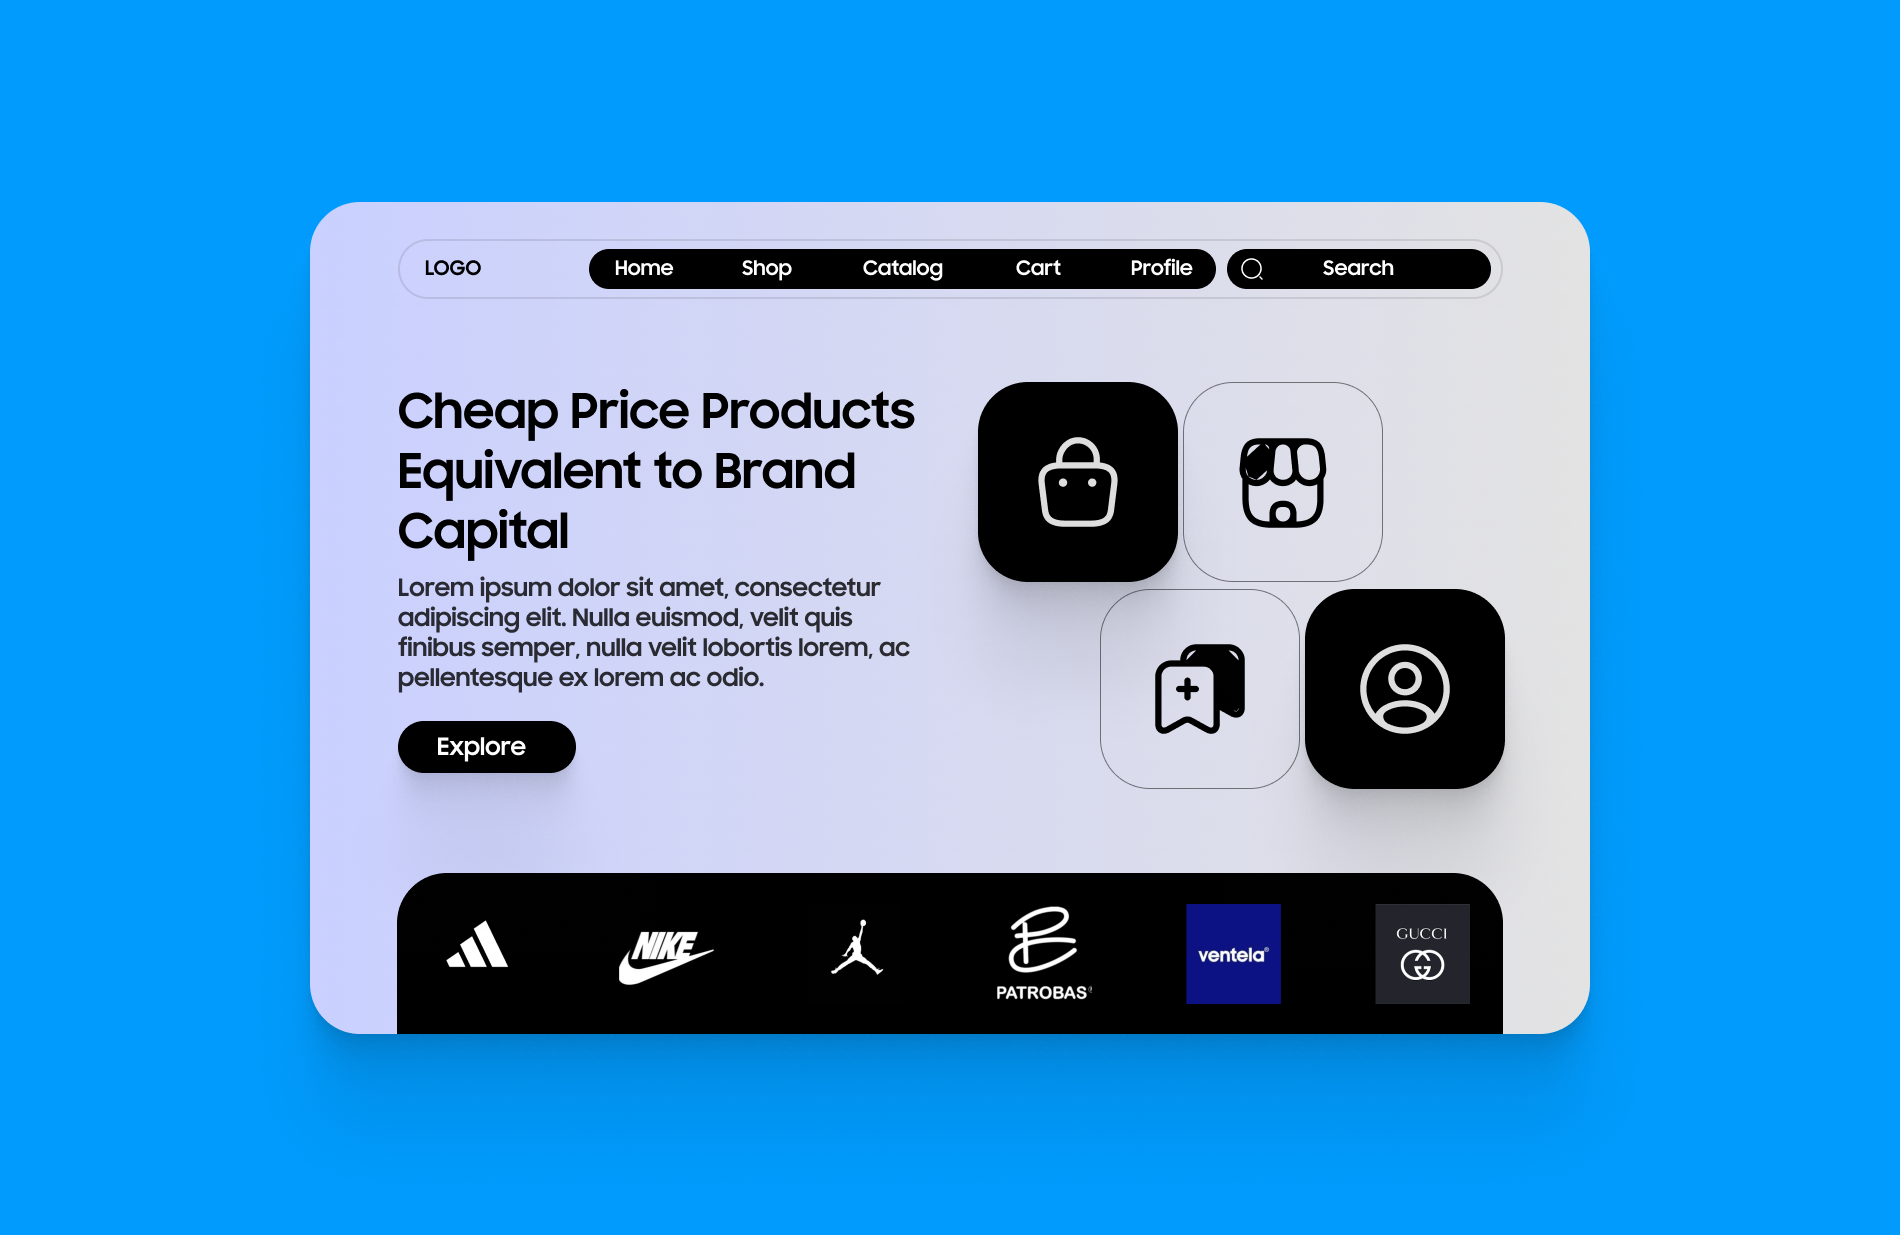 LOGO Home Shop Catalog Cart Profile Search
Cheap Price Products
Equivalent to Brand
Capital
Lorem ipsum dolor sit amet, consectetur
adipiscing elit. Nulla euismod, velit quis
finibus semper, nulla velit lobortis lorem, ac
pellentesque ex lorem ac odio.
Explore
NIKE
PATROBAS®
ventela®
GUCCI